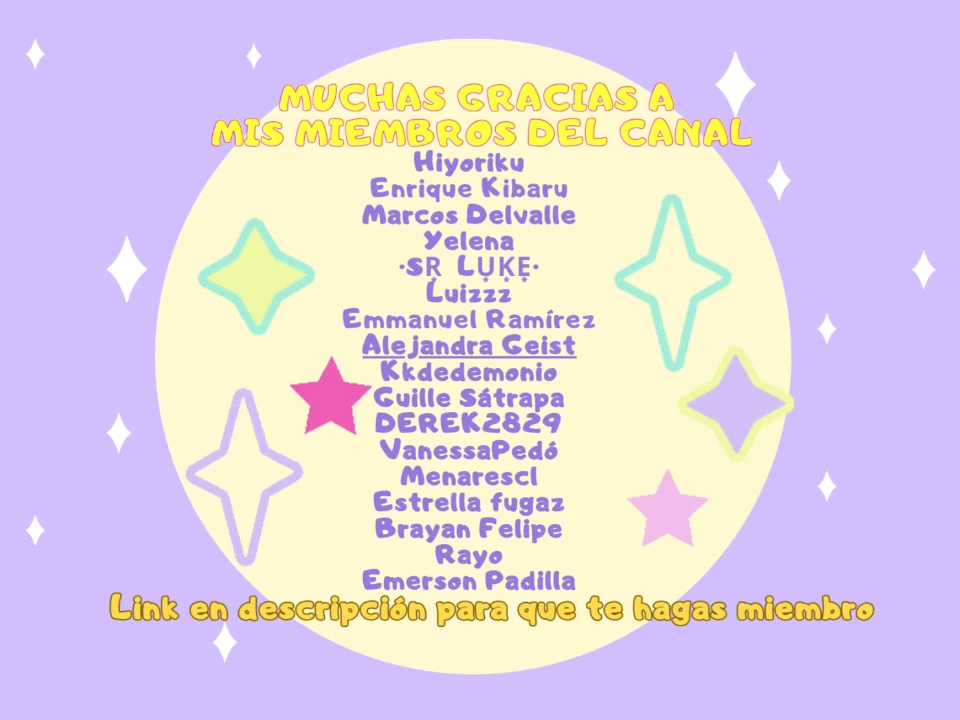 MUCHAS GRACIAS A
MIS MIEMBROS DEL CANAL
Hiyoriku
Enrique Kibaru
Marcos Delvalle
Yelena
·SṚ LỤḲẸ·
Luizzz
Emmanuel Ramírez
Alejandra Geist
Kkdedemonio
Guille Sátrapa
DEREK2829
VanessaPedó
Menarescl
Estrella fugaz
Brayan Felipe
Rayo
Emerson Padilla
Link en descripción para que te hagas miembro